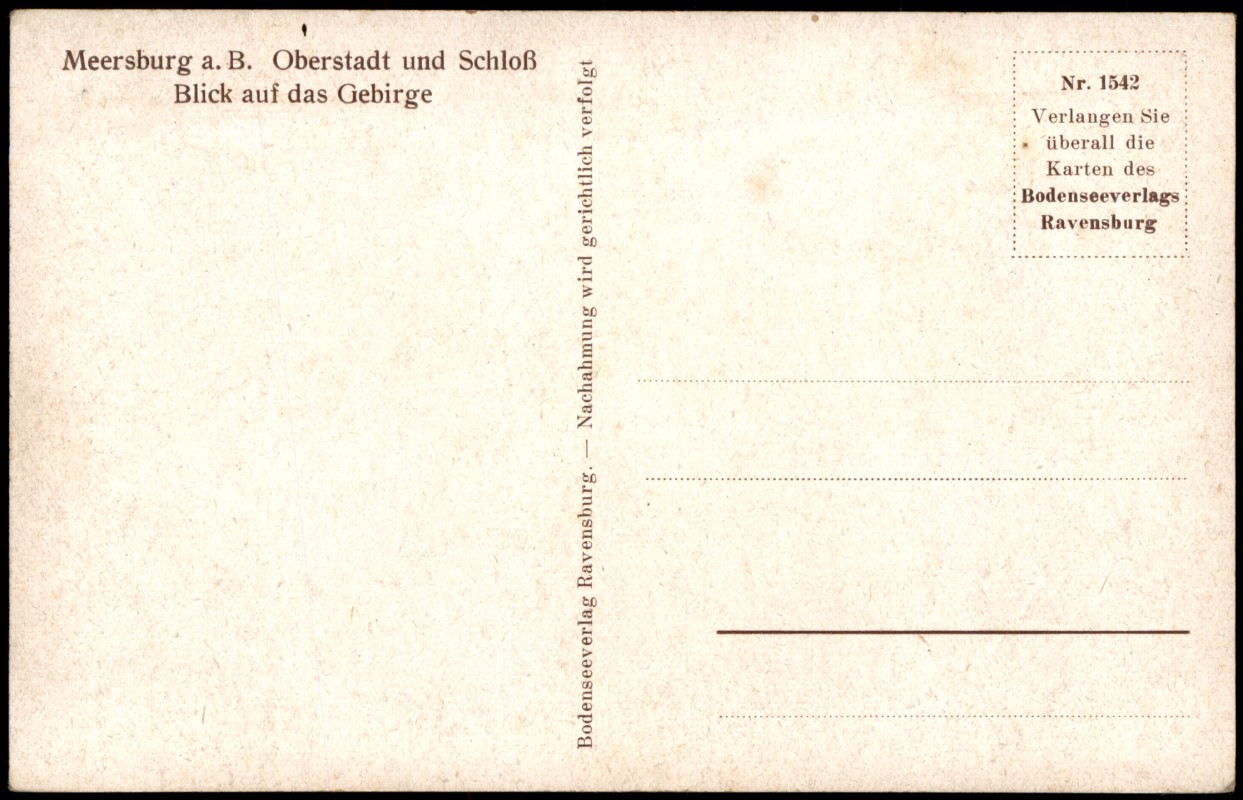 Meersburg a. B. Oberstadt und Schloß
Blick auf das Gebirge
Bodenseeverlag Ravensburg. — Nachahmung wird gerichtlich verfolgt
Nr. 1542
Verlangen Sie
überall die
Karten des
Bodenseeverlags
Ravensburg